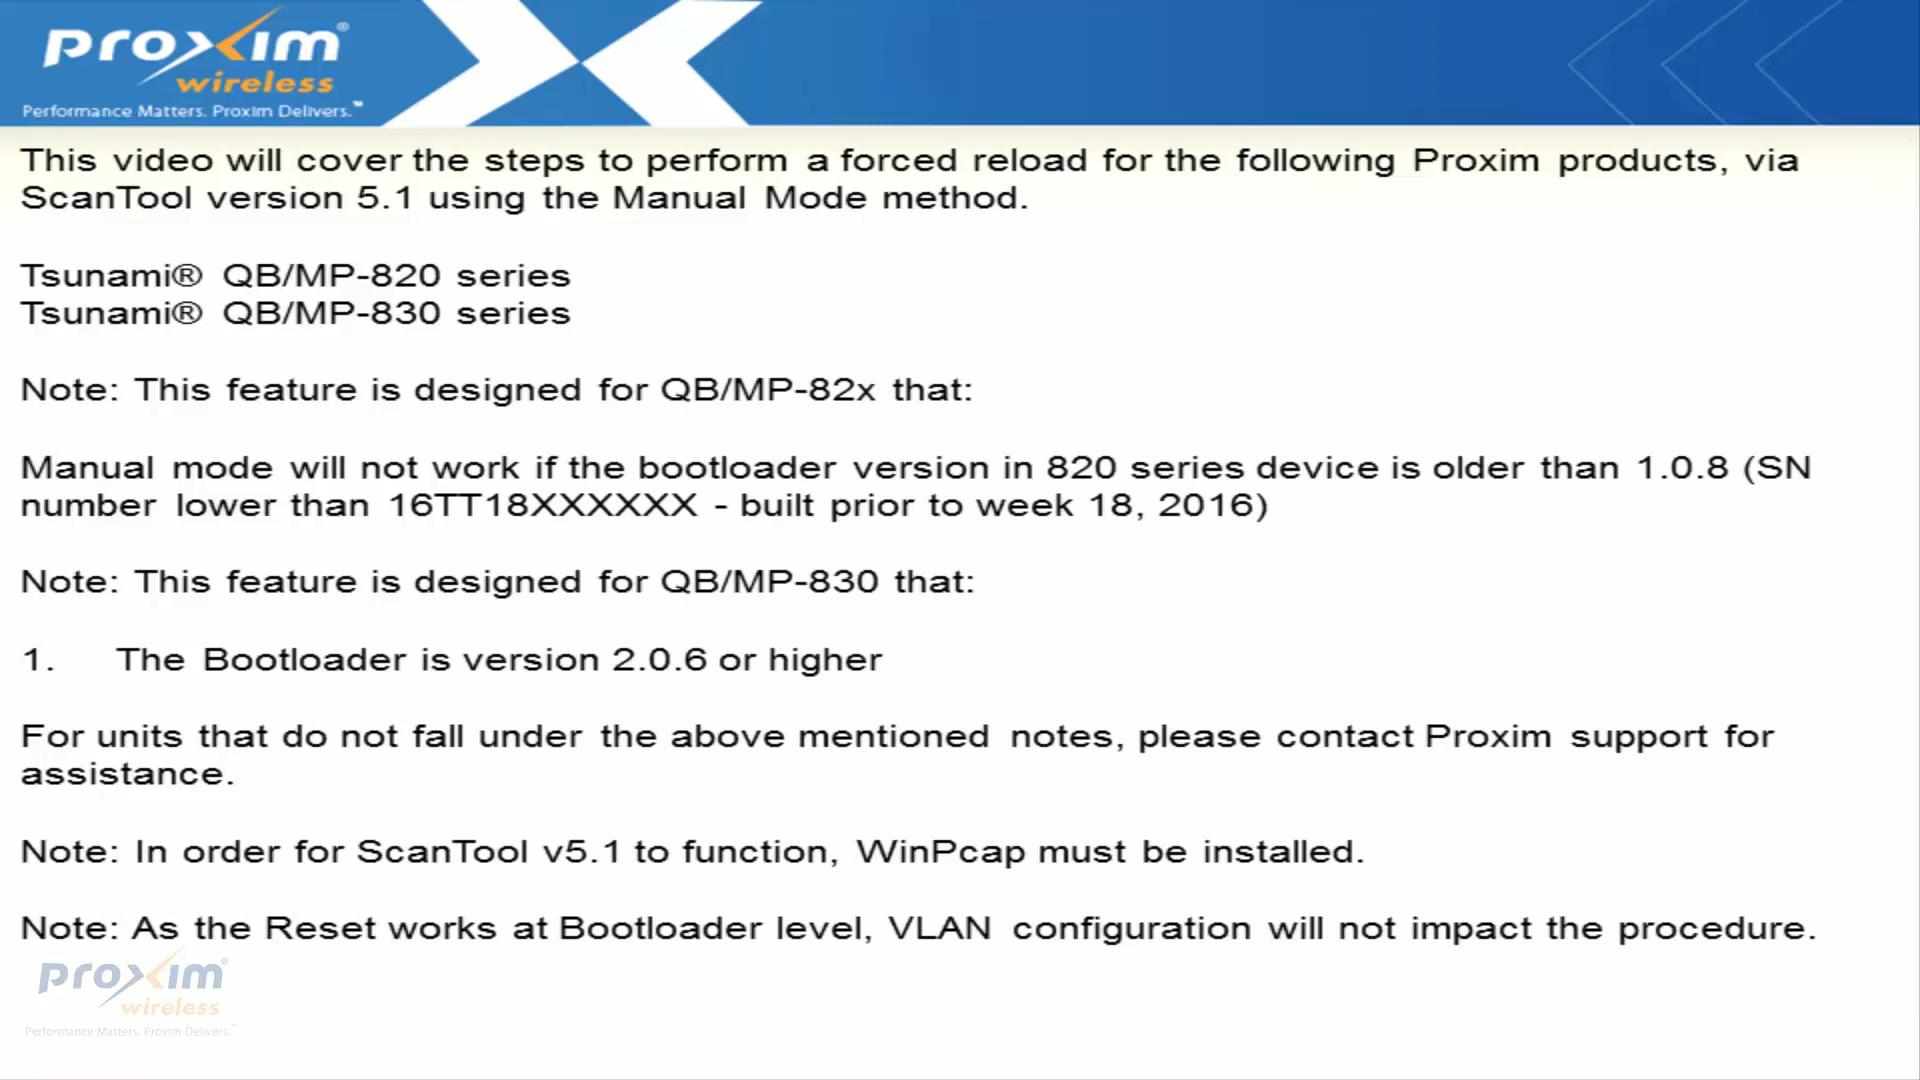 proxim®
wireless
Performance Matters. Proxim Delivers.™
This video will cover the steps to perform a forced reload for the following Proxim products, via
ScanTool version 5.1 using the Manual Mode method.
Tsunami® QB/MP-820 series
Tsunami® QB/MP-830 series
Note: This feature is designed for QB/MP-82x that:
Manual mode will not work if the bootloader version in 820 series device is older than 1.0.8 (SN
number lower than 16TT18XXXXXX - built prior to week 18, 2016)
Note: This feature is designed for QB/MP-830 that:
1. The Bootloader is version 2.0.6 or higher
For units that do not fall under the above mentioned notes, please contact Proxim support for
assistance.
Note: In order for ScanTool v5.1 to function, WinPcap must be installed.
Note: As the Reset works at Bootloader level, VLAN configuration will not impact the procedure.
proxim®
wireless
Performance Matters. Proxim Delivers.™